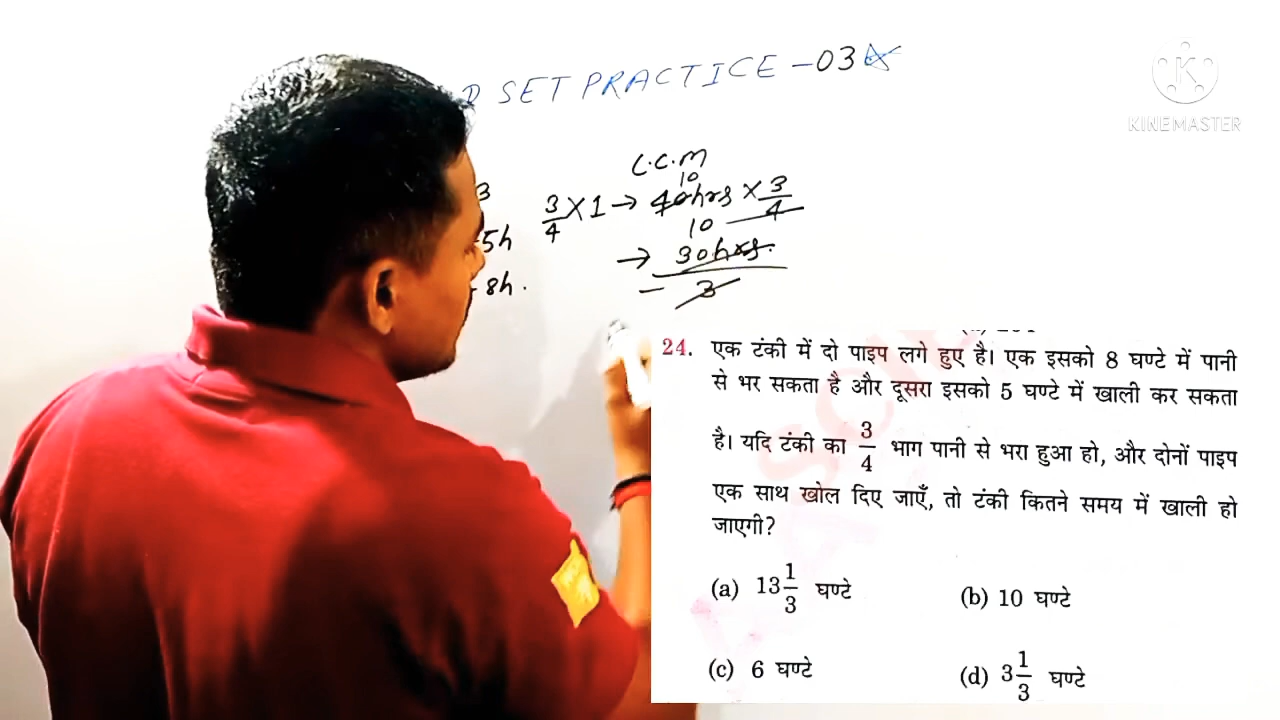 SET PRACTICE - 03
KINEMASTER
L.C.M
10
3
3/4 × 1 → 40hrs × 3/4
10
5h
→ 30hrs.
8h.
- 3
24. एक टंकी में दो पाइप लगे हुए है। एक इसको 8 घण्टे में पानी
से भर सकता है और दूसरा इसको 5 घण्टे में खाली कर सकता
है। यदि टंकी का 3/4 भाग पानी से भरा हुआ हो, और दोनों पाइप
एक साथ खोल दिए जाएँ, तो टंकी कितने समय में खाली हो
जाएगी?
(a) 13 1/3 घण्टे (b) 10 घण्टे
(c) 6 घण्टे (d) 3 1/3 घण्टे